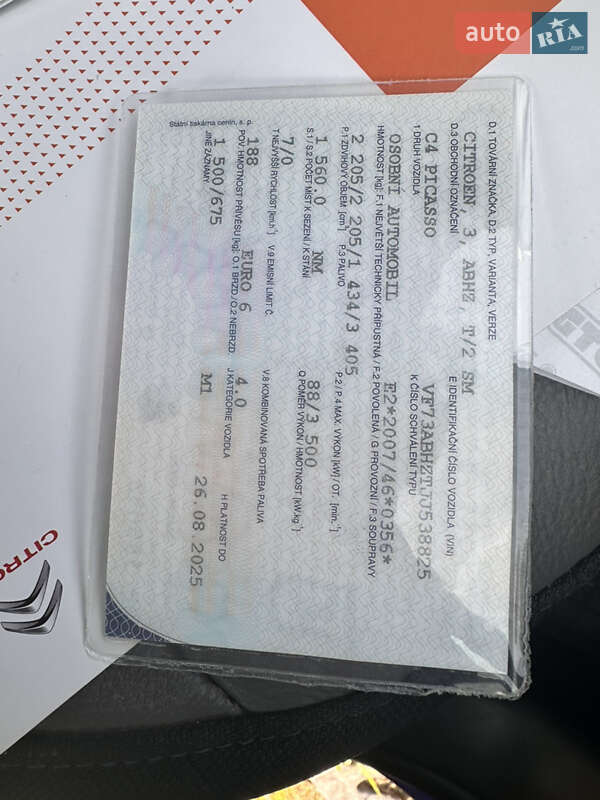 auto RIA.com
D.1 TOVÁRNÍ ZNAČKA, D.2 TYP, VARIANTA, VERZE
CITROEN, 3, ABHZ, T/2 SM
D.3 OBCHODNÍ OZNAČENÍ E IDENTIFIKAČNÍ ČÍSLO VOZIDLA (VIN)
C4 PICASSO VF73ABHZTJJ538825
1 DRUH VOZIDLA K ČÍSLO SCHVÁLENÍ TYPU
OSOBNÍ AUTOMOBIL E2*2007/46*0356*
HMOTNOST [kg]: F.1 NEJVĚTŠÍ TECHNICKY PŘÍPUSTNÁ / F.2 POVOLENÁ / G PROVOZNÍ / F.3 SOUPRAVY
2 205/2 205/1 434/3 405
P.1 ZDVIHOVÝ OBJEM [cm³] P.3 PALIVO P.2 / P.4 MAX. VÝKON [kW] / OT. [min.⁻¹]
1 560.0 NM 88/3 500
S.1 / S.2 POČET MÍST K SEZENÍ / K STÁNÍ Q POMĚR VÝKON / HMOTNOST [kW.kg⁻¹]
7/0
T NEJVYŠŠÍ RYCHLOST [km.h⁻¹] V.9 EMISNÍ LIMIT Č. V.8 KOMBINOVANÁ SPOTŘEBA PALIVA
188 EURO 6 4.0
POV. HMOTNOST PŘÍVĚSU [kg]: O.1 BRZD. / O.2 NEBRZD. J KATEGORIE VOZIDLA H PLATNOST DO
1 500/675 M1 26.08.2025
JINÉ ZÁZNAMY
Státní tiskárna cenin, s. p.
CITRO